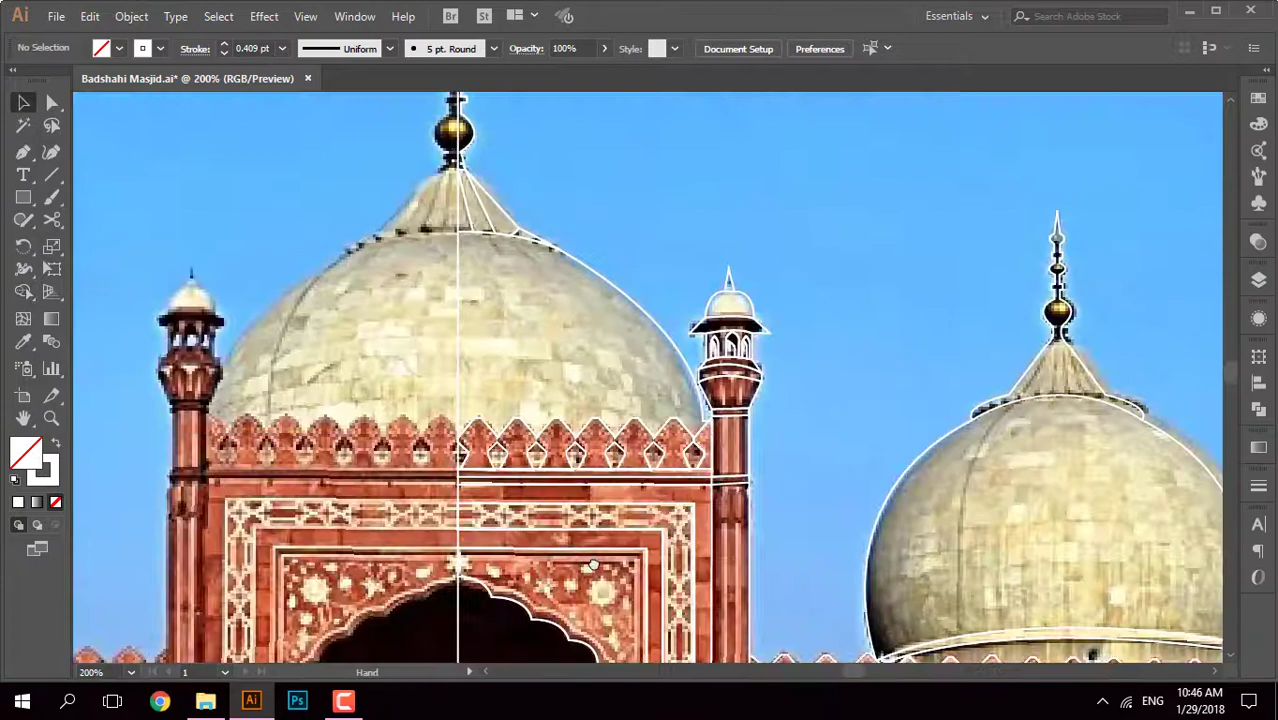 Ai File Edit Object Type Select Effect View Window Help Br St Essentials Search Adobe Stock
No Selection Stroke: 0.409 pt Uniform 5 pt. Round Opacity: 100% Style: Document Setup Preferences
Badshahi Masjid.ai* @ 200% (RGB/Preview)
200% 1 Hand
Ai Ps ENG 10:46 AM
1/29/2018